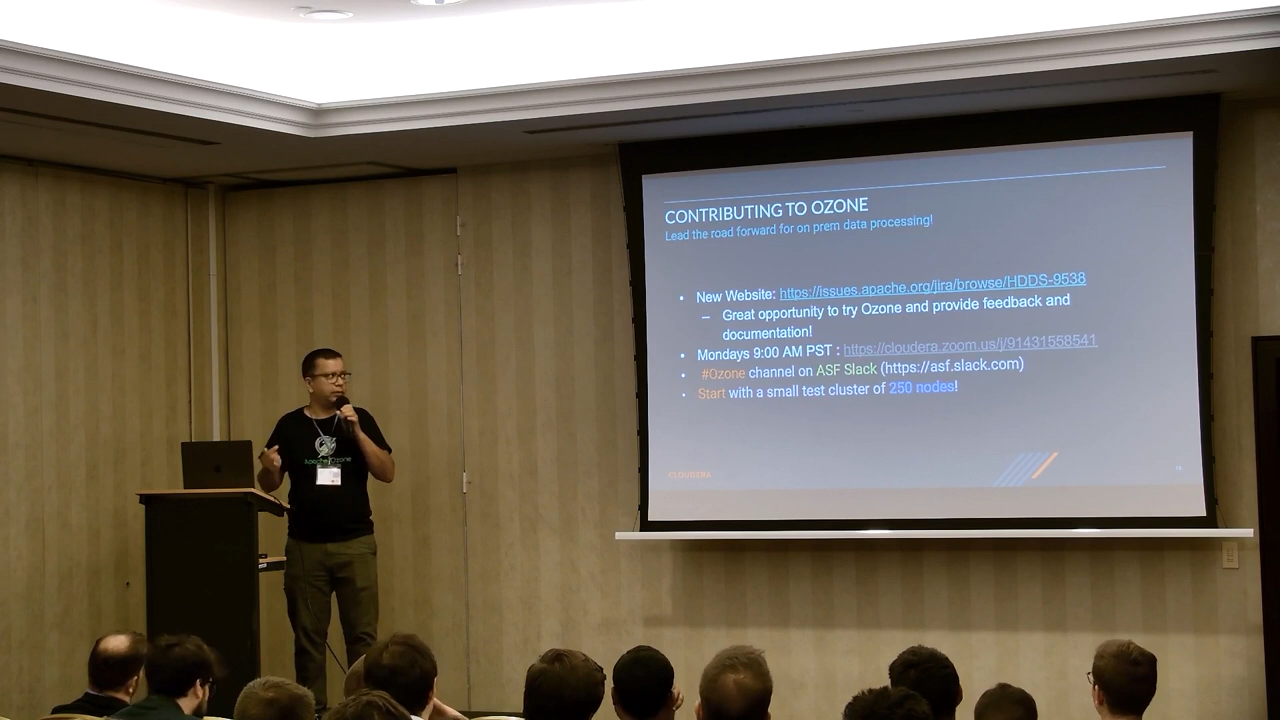 CONTRIBUTING TO OZONE
Lead the road forward for on prem data processing!
• New Website: https://issues.apache.org/jira/browse/HDDS-9538
– Great opportunity to try Ozone and provide feedback and
documentation!
• Mondays 9:00 AM PST : https://cloudera.zoom.us/j/91431558541
• #Ozone channel on ASF Slack (https://asf.slack.com)
• Start with a small test cluster of 250 nodes!
CLOUDERA
Apache Ozone